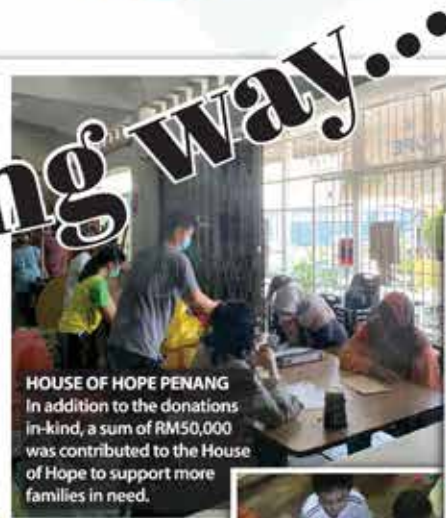 ng way...
HOUSE OF HOPE PENANG
In addition to the donations
in-kind, a sum of RM50,000
was contributed to the House
of Hope to support more
families in need.